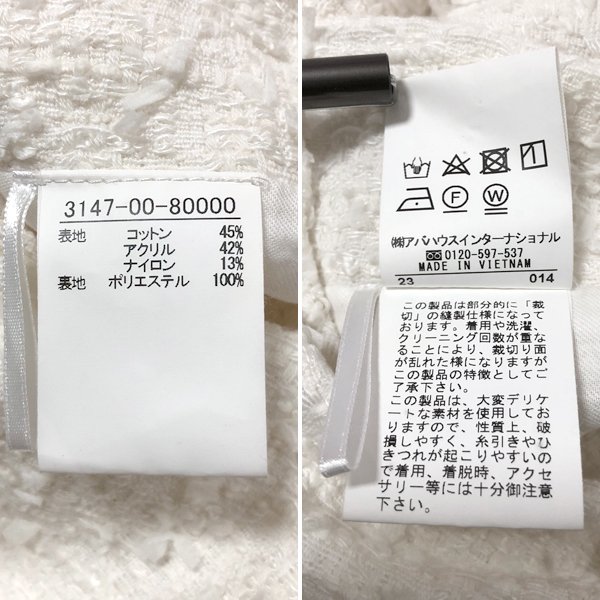 3147-00-80000
表地 コットン 45%
アクリル 42%
ナイロン 13%
裏地 ポリエステル 100%
F W
㈱アバハウスインターナショナル
0120-597-537
MADE IN VIETNAM
23 014
この製品は部分的に「裁
切」の縫製仕様になって
おります。着用や洗濯、
クリーニング回数が重な
ることにより、裁切り面
が乱れた様になりますが
この製品の特徴としてご
了承下さい。
この製品は、大変デリケ
ートな素材を使用してお
りますので、性質上、破
損しやすく、糸引きやひ
きつれが起こりやすいの
で着用、着脱時、アクセ
サリー等には十分御注意
下さい。